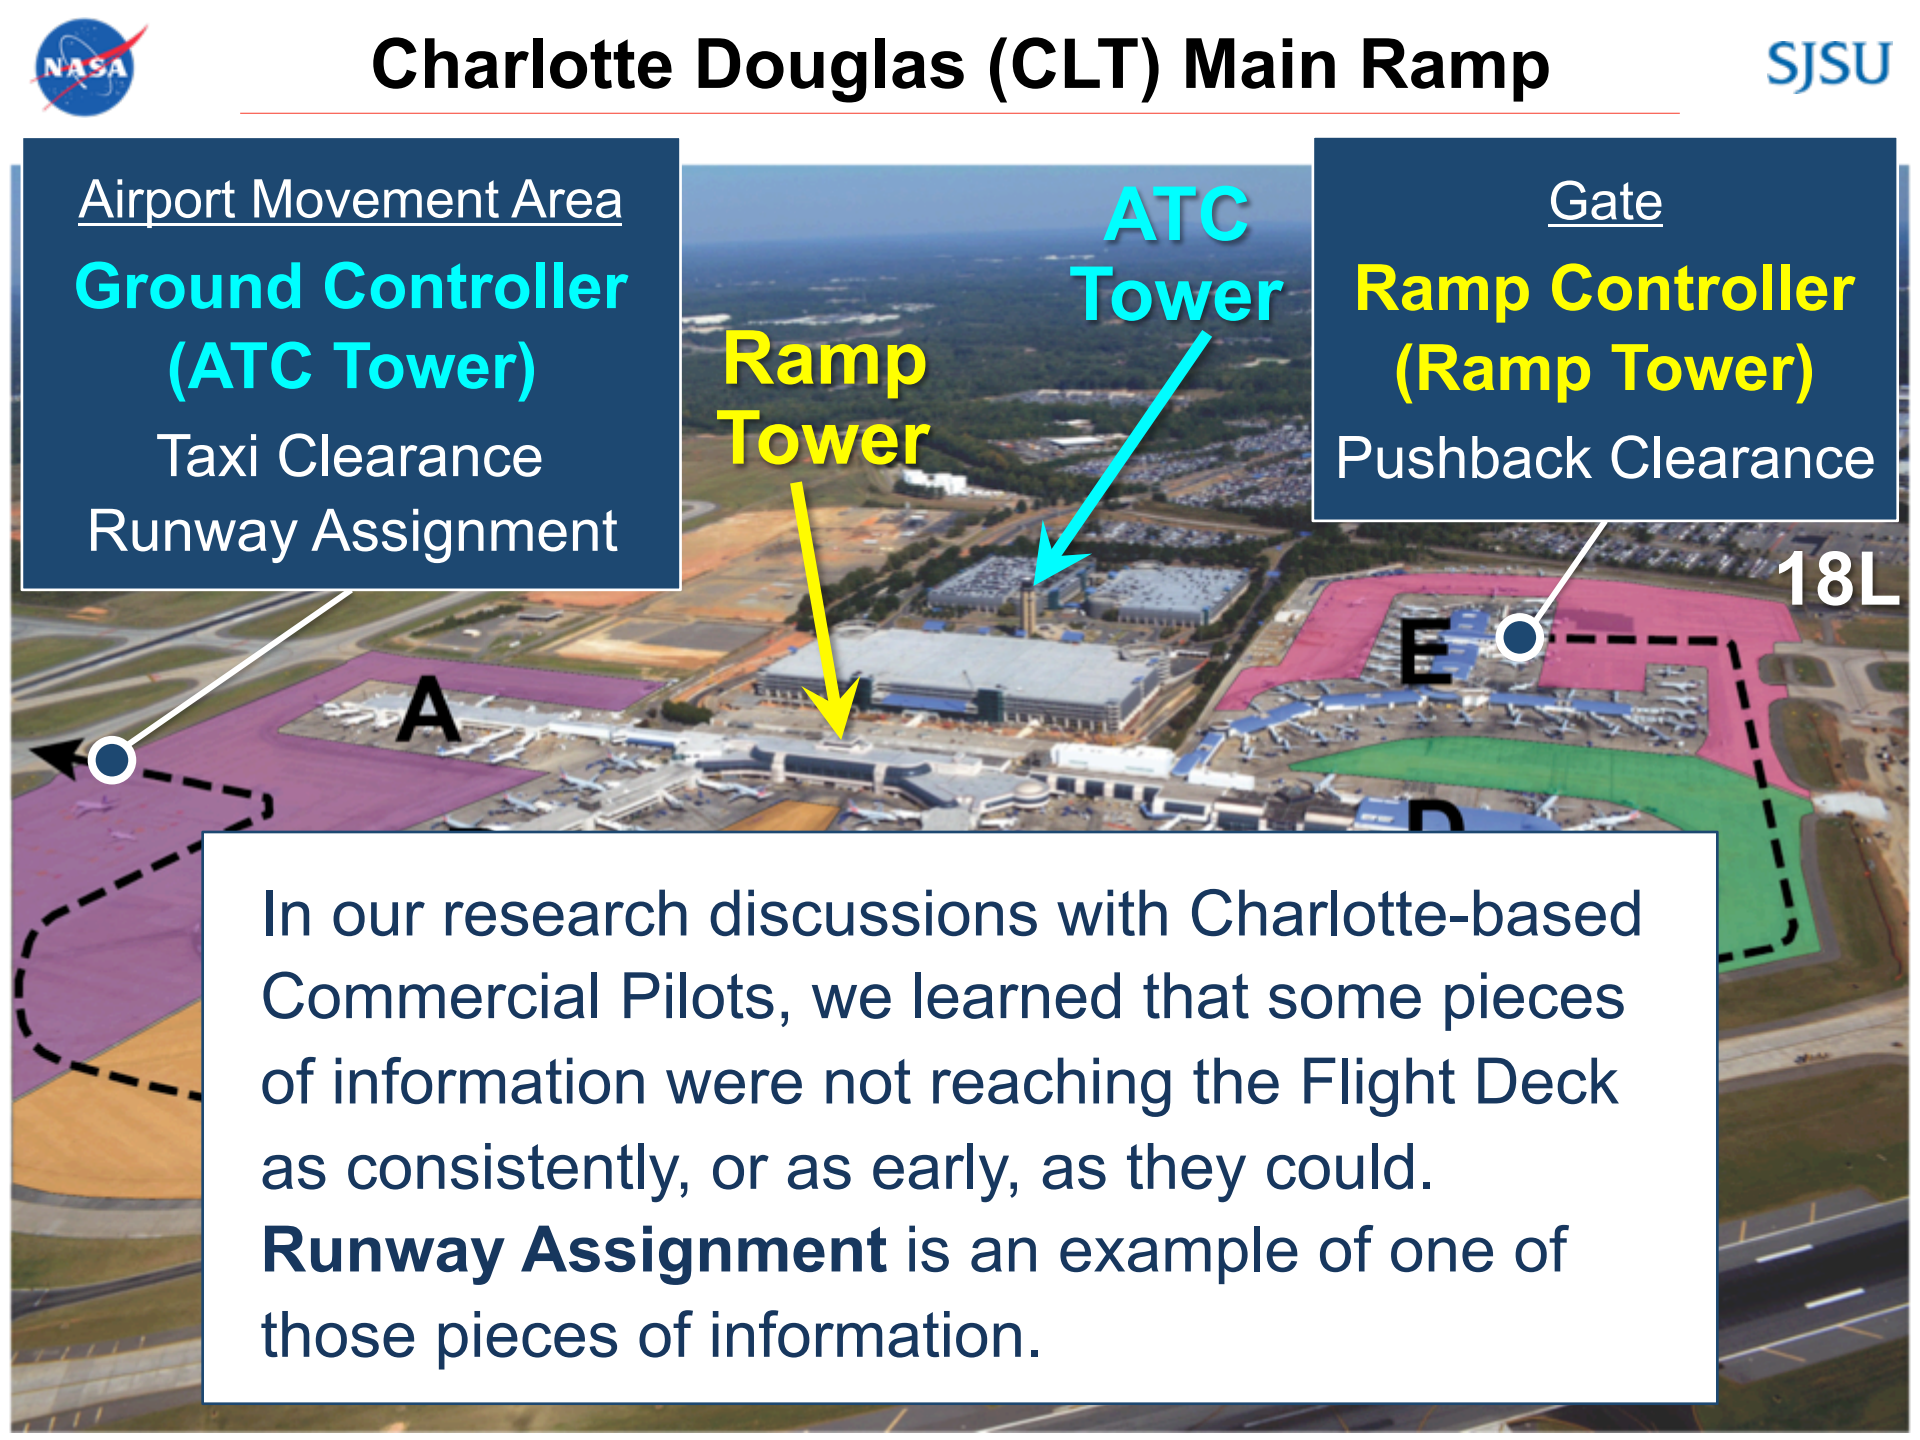 NASA
Charlotte Douglas (CLT) Main Ramp
SJSU
Airport Movement Area
Ground Controller
(ATC Tower)
Taxi Clearance
Runway Assignment
Ramp
Tower
ATC
Tower
Gate
Ramp Controller
(Ramp Tower)
Pushback Clearance
18L
E
A
D
In our research discussions with Charlotte-based
Commercial Pilots, we learned that some pieces
of information were not reaching the Flight Deck
as consistently, or as early, as they could.
Runway Assignment is an example of one of
those pieces of information.